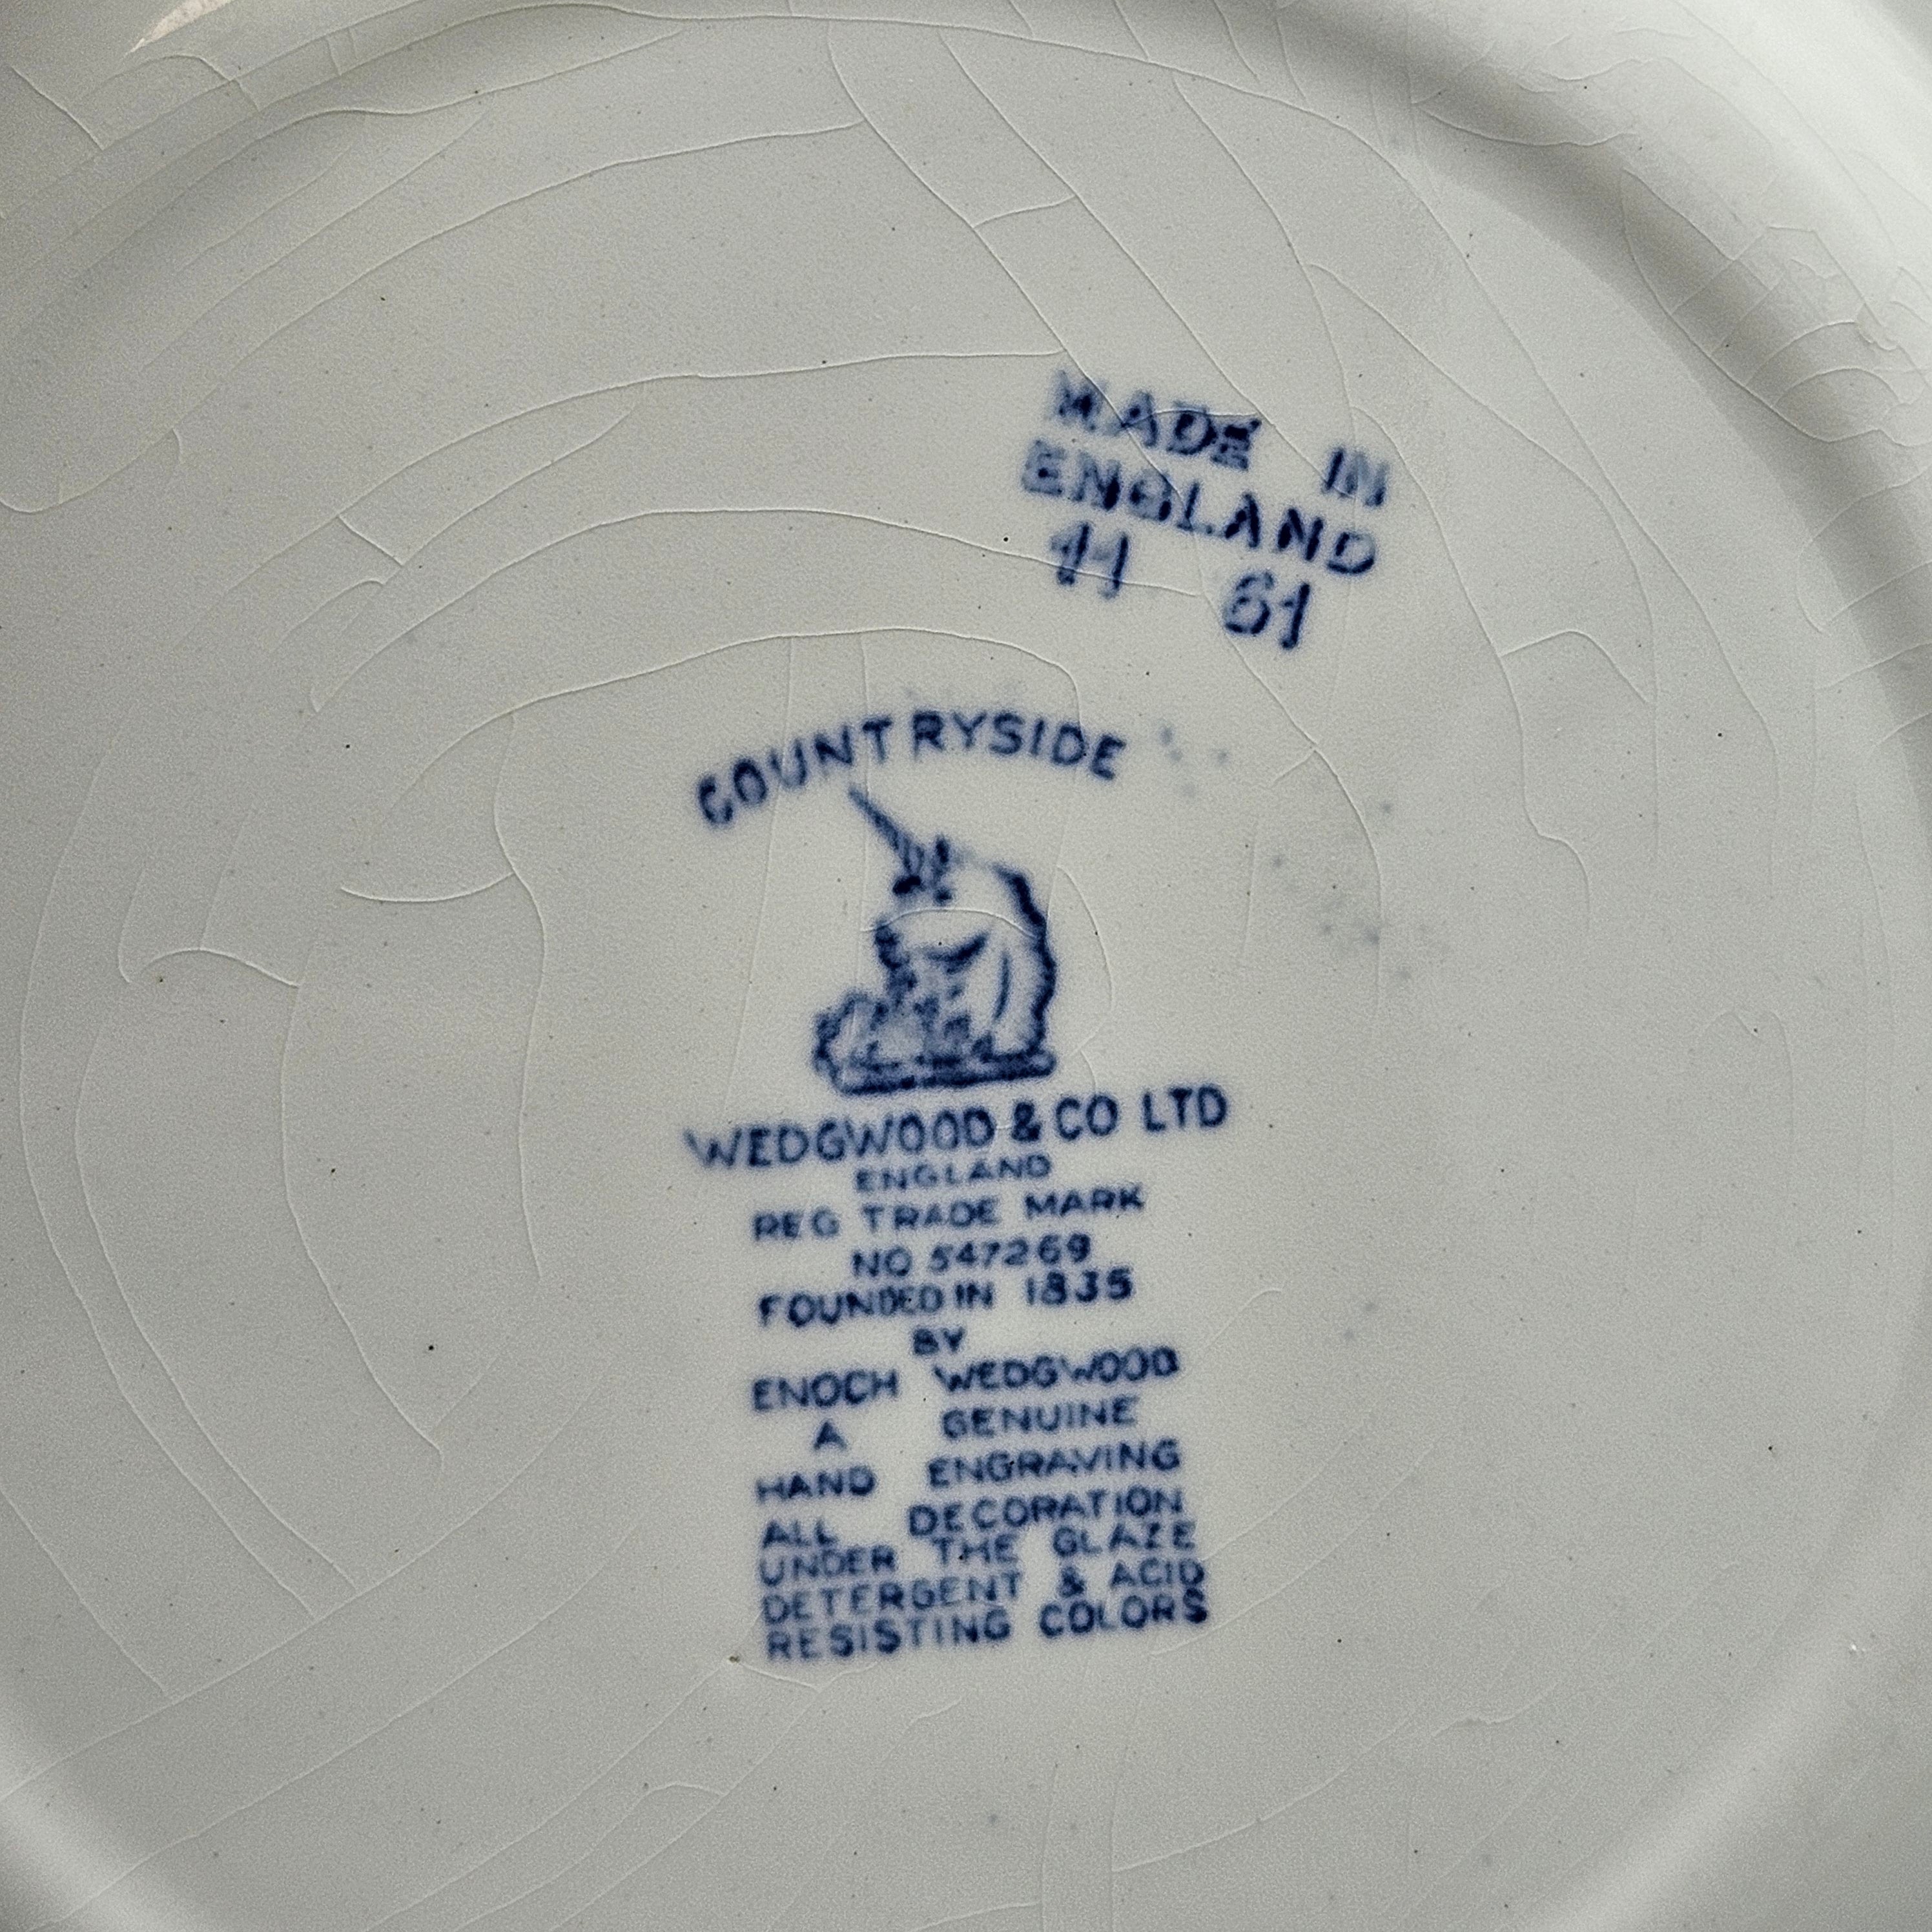 MADE IN
ENGLAND
11 61
COUNTRYSIDE
WEDGWOOD & CO LTD
ENGLAND
REG TRADE MARK
NO 547269
FOUNDED IN 1835
BY
ENOCH WEDGWOOD
A GENUINE
HAND ENGRAVING
ALL DECORATION
UNDER THE GLAZE
DETERGENT & ACID
RESISTING COLORS